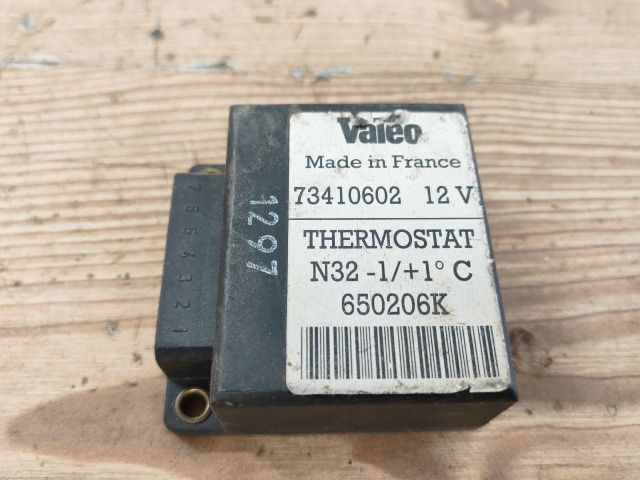 Valeo
Made in France
73410602 12 V
THERMOSTAT
N32 -1/+1° C
650206K
1297
7 6 5 4 3 2 1